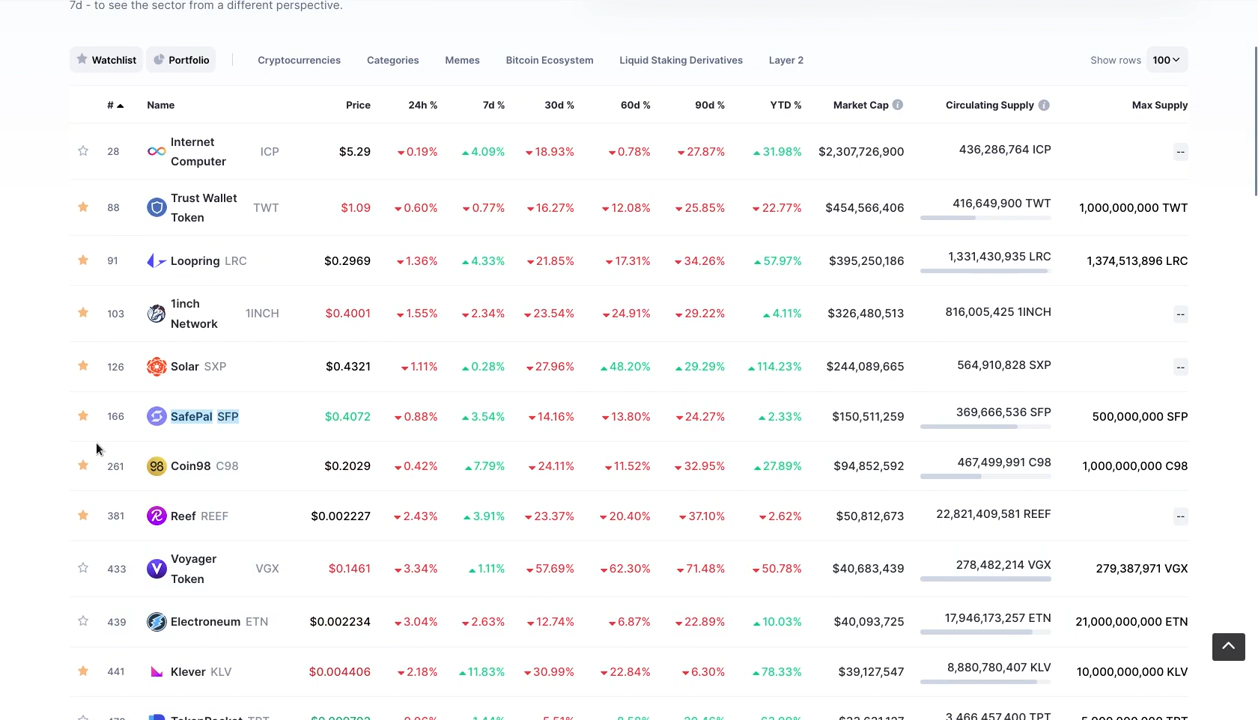 7d - to see the sector from a different perspective.
Watchlist Portfolio Cryptocurrencies Categories Memes Bitcoin Ecosystem Liquid Staking Derivatives Layer 2 Show rows 100
# Name Price 24h % 7d % 30d % 60d % 90d % YTD % Market Cap Circulating Supply Max Supply
28 Internet Computer ICP $5.29 0.19% 4.09% 18.93% 0.78% 27.87% 31.98% $2,307,726,900 436,286,764 ICP --
88 Trust Wallet Token TWT $1.09 0.60% 0.77% 16.27% 12.08% 25.85% 22.77% $454,566,406 416,649,900 TWT 1,000,000,000 TWT
91 Loopring LRC $0.2969 1.36% 4.33% 21.85% 17.31% 34.26% 57.97% $395,250,186 1,331,430,935 LRC 1,374,513,896 LRC
103 1inch Network 1INCH $0.4001 1.55% 2.34% 23.54% 24.91% 29.22% 4.11% $326,480,513 816,005,425 1INCH --
126 Solar SXP $0.4321 1.11% 0.28% 27.96% 48.20% 29.29% 114.23% $244,089,665 564,910,828 SXP --
166 SafePal SFP $0.4072 0.88% 3.54% 14.16% 13.80% 24.27% 2.33% $150,511,259 369,666,536 SFP 500,000,000 SFP
261 Coin98 C98 $0.2029 0.42% 7.79% 24.11% 11.52% 32.95% 27.89% $94,852,592 467,499,991 C98 1,000,000,000 C98
381 Reef REEF $0.002227 2.43% 3.91% 23.37% 20.40% 37.10% 2.62% $50,812,673 22,821,409,581 REEF --
433 Voyager Token VGX $0.1461 3.34% 1.11% 57.69% 62.30% 71.48% 50.78% $40,683,439 278,482,214 VGX 279,387,971 VGX
439 Electroneum ETN $0.002234 3.04% 2.63% 12.74% 6.87% 22.89% 10.03% $40,093,725 17,946,173,257 ETN 21,000,000,000 ETN
441 Klever KLV $0.004406 2.18% 11.83% 30.99% 22.84% 6.30% 78.33% $39,127,547 8,880,780,407 KLV 10,000,000,000 KLV
TokenPocket TPT 3,466,457,400 TPT